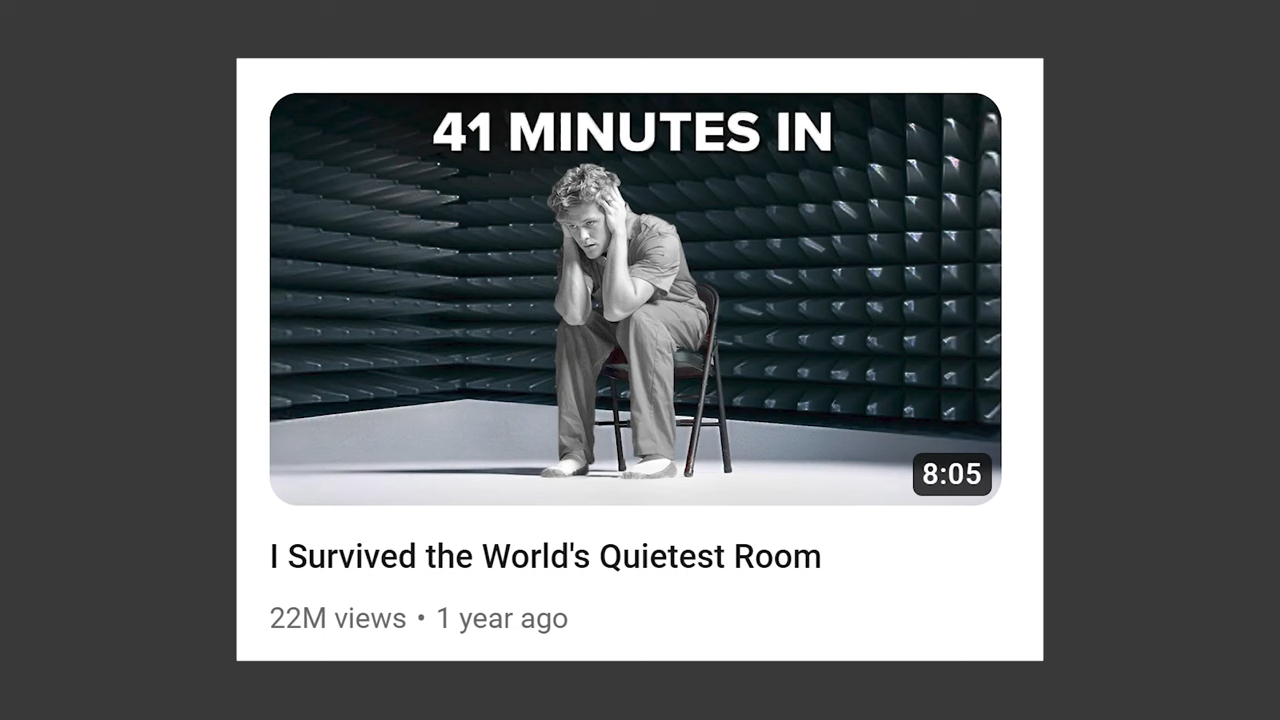 41 MINUTES IN
8:05
I Survived the World's Quietest Room
22M views • 1 year ago